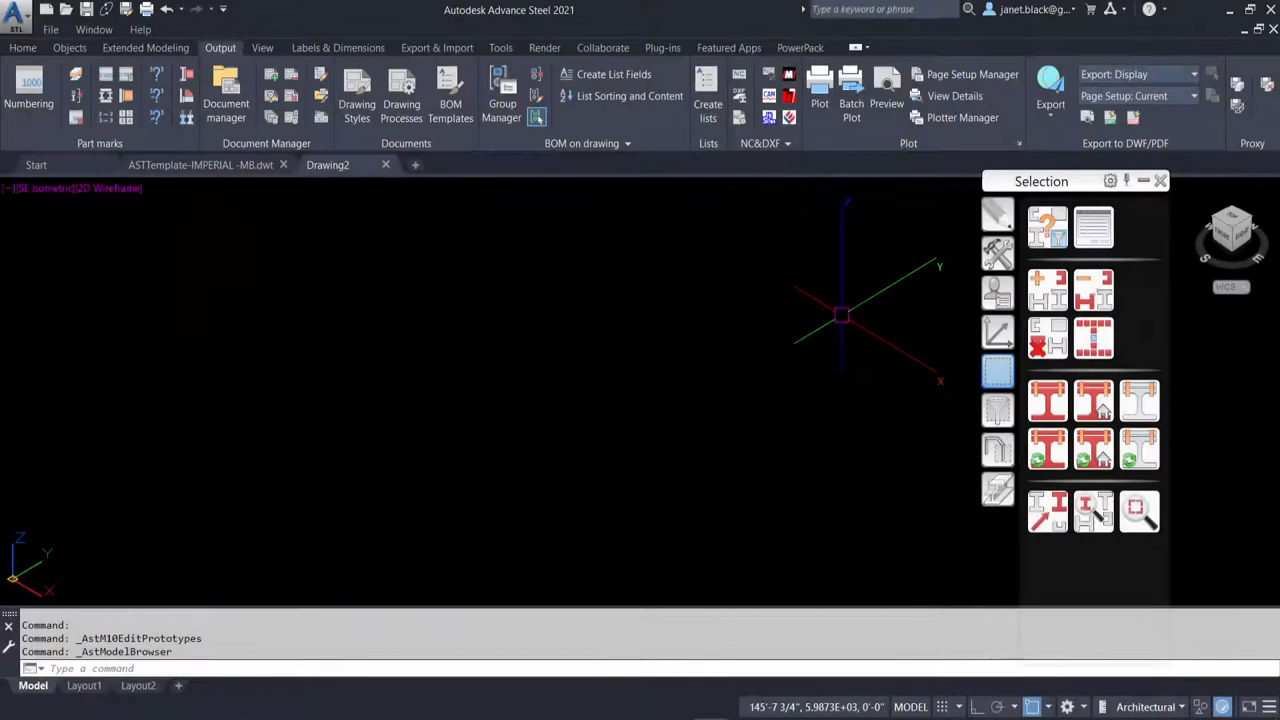 Autodesk Advance Steel 2021
Type a keyword or phrase
janet.black@g...
STL
File Window Help
Home Objects Extended Modeling Output View Labels & Dimensions Export & Import Tools Render Collaborate Plug-ins Featured Apps PowerPack
1000
Numbering
Document manager
Drawing Styles
Drawing Processes
BOM Templates
Group Manager
Create List Fields
List Sorting and Content
Create lists
NC
DXF
CAM
Plot
Batch Plot
Preview
Page Setup Manager
View Details
Plotter Manager
Export
Export: Display
Page Setup: Current
Part marks
Document Manager
Documents
BOM on drawing
Lists
NC&DXF
Plot
Export to DWF/PDF
Proxy
Start
ASTTemplate-IMPERIAL -MB.dwt
Drawing2
[−][SE Isometric][2D Wireframe]
Selection
TOP
S
E
WCS
Z
Y
X
Z
Y
X
Command:
Command: _AstM10EditPrototypes
Command: _AstModelBrowser
Type a command
Model Layout1 Layout2 +
145'-7 3/4", 5.9873E+03, 0'-0" MODEL
Architectural